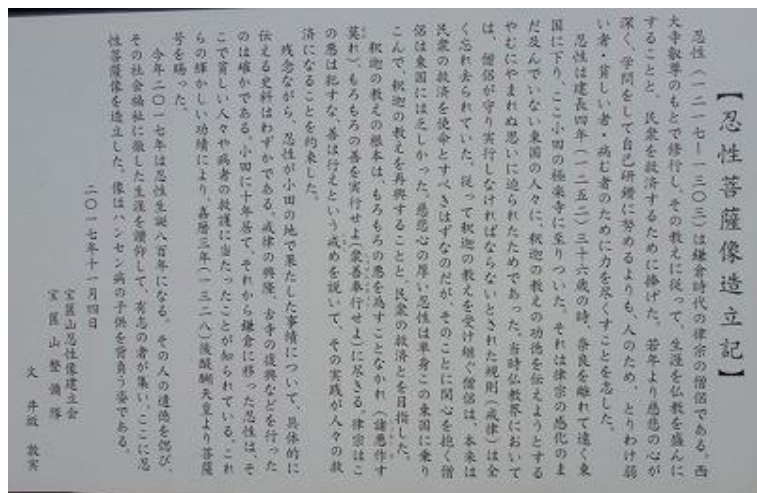 【忍性菩薩像造立記】
忍性（一二一七ー一三〇三）は鎌倉時代の律宗の僧侶である。西
大寺叡尊のもとで修行し、その教えに従って、生涯を仏教を盛んに
することと、民衆を救済するために捧げた。若年より慈悲の心が
深く、学問をして自己研鑽に努めるよりも、人のため、とりわけ弱
い者・貧しい者・病む者のために力を尽くすことを志した。
忍性は建長四年（一二五二）三十六歳の時、奈良を離れて遠く東
国に下り、ここ小田の極楽寺に至りついた。それは律宗の感化のま
だ及んでいない東国の人々に、釈迦の教えの功徳を伝えようとする
やむにやまれぬ思いに迫られたためであった。当時仏教界において
は、僧侶が守り実行しなければならないとされた規則（戒律）は全
く忘れ去られていた。従って釈迦の教えを受け継ぐ僧侶は、本来は
民衆の救済を使命とすべきはずなのだが、そのことに関心を抱く僧
侶は東国には乏しかった。慈悲心の厚い忍性は単身この東国に乗り
こんで、釈迦の教えを再興することと、民衆の救済とを目指した。
釈迦の教えの根本は、もろもろの悪を為すことなかれ（諸悪作す
莫れ）、もろもろの善を実行せよ（衆善奉行せよ）に尽きる。律宗はこ
の悪は犯すな、善は行えという戒めを説いて、その実践が人々の救
済になることを約束した。
残念ながら、忍性が小田の地で果たした事績について、具体的に
伝える史料はわずかである。戒律の興隆、古寺の復興などを行った
のは確かである。小田に十年居て、それから鎌倉に移った忍性は、そ
こで貧しい人々や病者の救護に当たったことが知られている。これ
らの輝かしい功績により、嘉暦三年（一三二八）後醍醐天皇より菩薩
号を賜った。
今年二〇一七年は忍性生誕八百年になる。その人の遺徳を偲び、
その社会福祉に徹した生涯を讃仰して、有志の者が集い、ここに忍
性菩薩像を造立した。像はハンセン病の子供を背負う姿である。
二〇一七年十一月四日
宝篋山忍性像建立会
宝篋山整備隊
文　井坂敦実